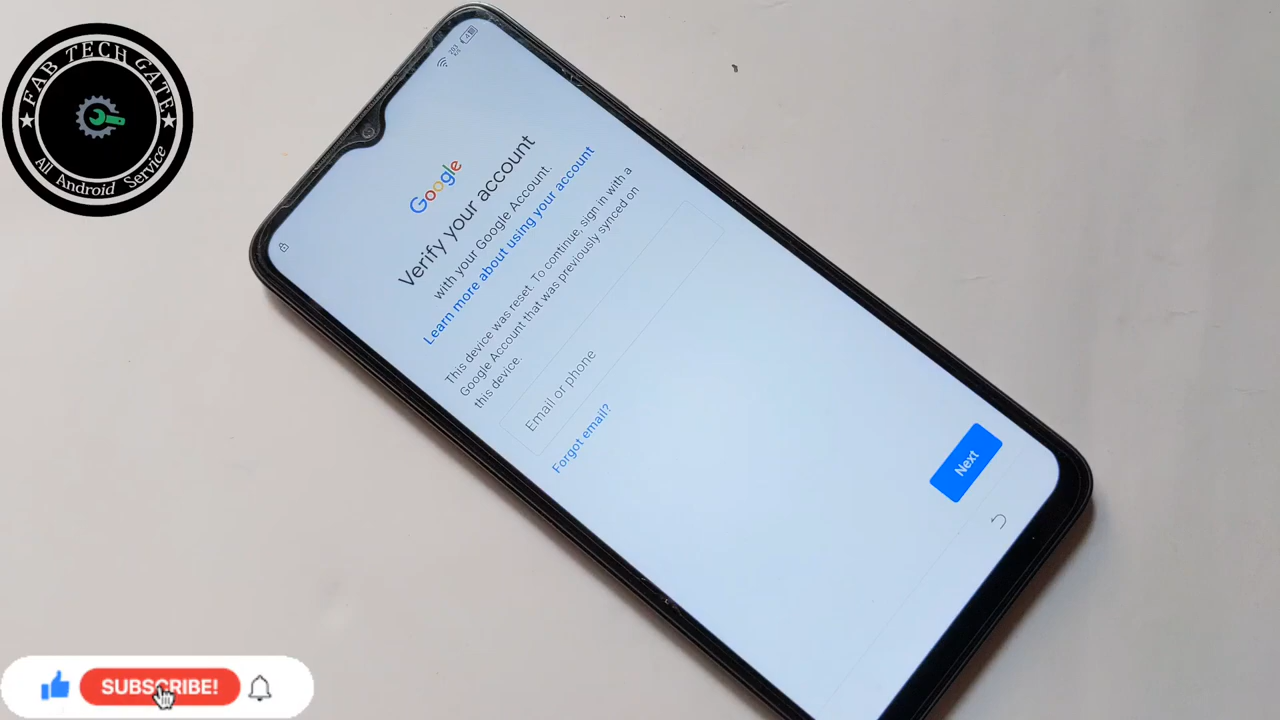 FAB TECH GATE
All Android Service
Google
Verify your account
with your Google Account.
Learn more about using your account
This device was reset. To continue, sign in with a
Google Account that was previously synced on
this device.
Email or phone
Forgot email?
Next
SUBSCRIBE!